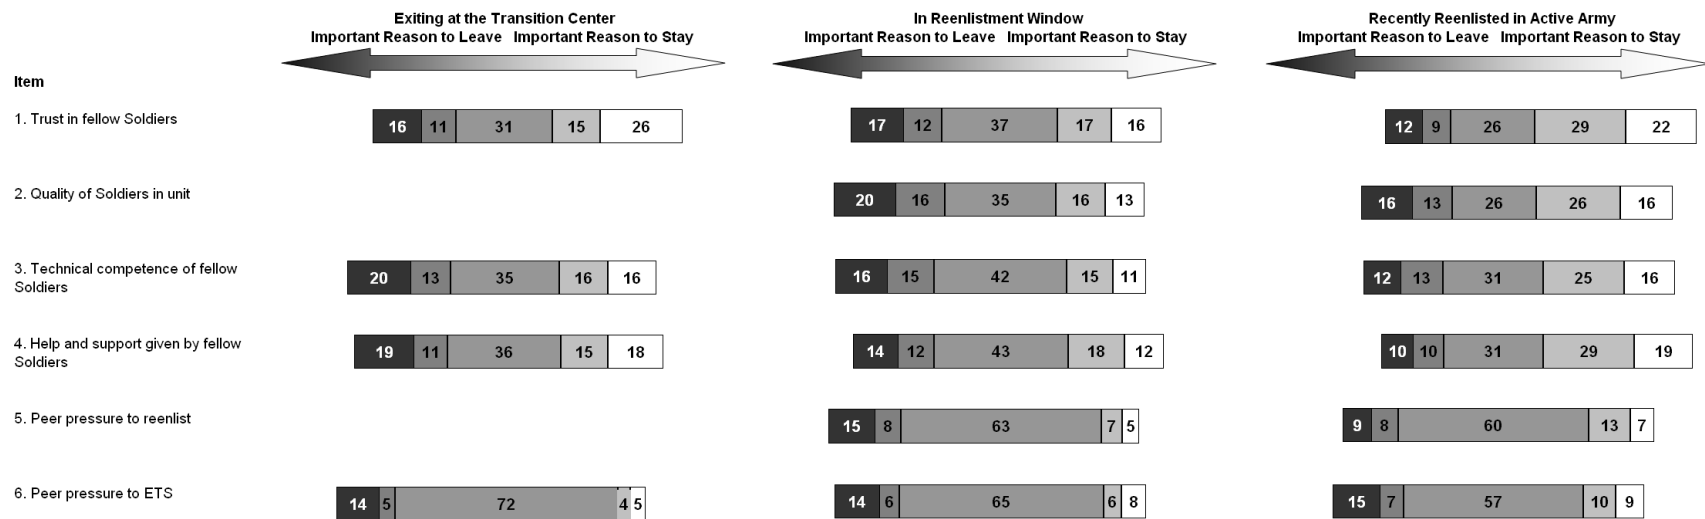 Exiting at the Transition Center
Important Reason to Leave Important Reason to Stay
In Reenlistment Window
Important Reason to Leave Important Reason to Stay
Recently Reenlisted in Active Army
Important Reason to Leave Important Reason to Stay
Item
1. Trust in fellow Soldiers
16 11 31 15 26
17 12 37 17 16
12 9 26 29 22
2. Quality of Soldiers in unit
20 16 35 16 13
16 13 26 26 16
3. Technical competence of fellow
Soldiers
20 13 35 16 16
16 15 42 15 11
12 13 31 25 16
4. Help and support given by fellow
Soldiers
19 11 36 15 18
14 12 43 18 12
10 10 31 29 19
5. Peer pressure to reenlist
15 8 63 7 5
9 8 60 13 7
6. Peer pressure to ETS
14 5 72 4 5
14 6 65 6 8
15 7 57 10 9